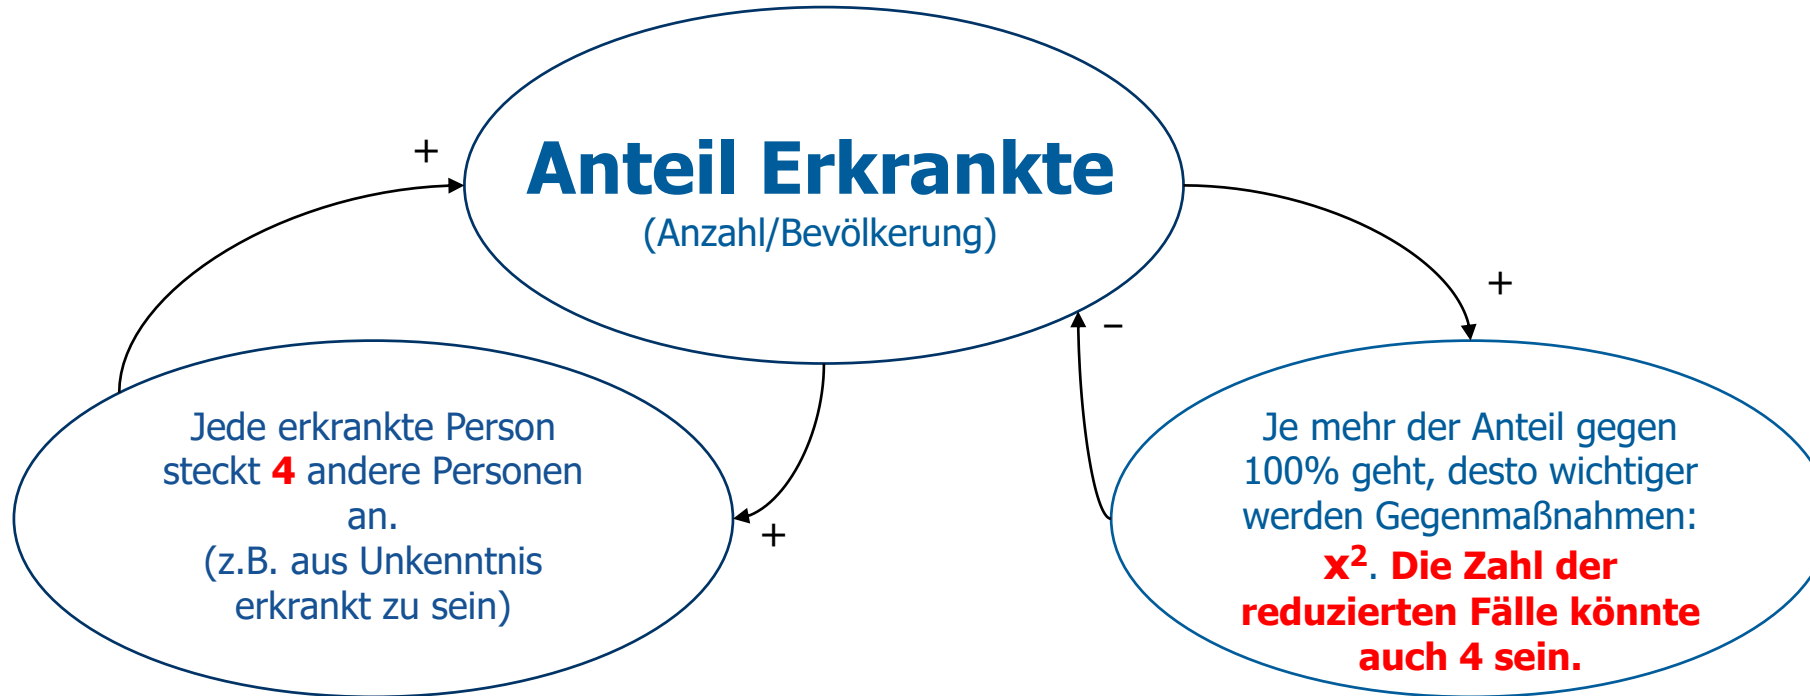 +
Anteil Erkrankte
(Anzahl/Bevölkerung)
+
–
Jede erkrankte Person
steckt 4 andere Personen
an.
(z.B. aus Unkenntnis
erkrankt zu sein)
+
Je mehr der Anteil gegen
100% geht, desto wichtiger
werden Gegenmaßnahmen:
x². Die Zahl der
reduzierten Fälle könnte
auch 4 sein.